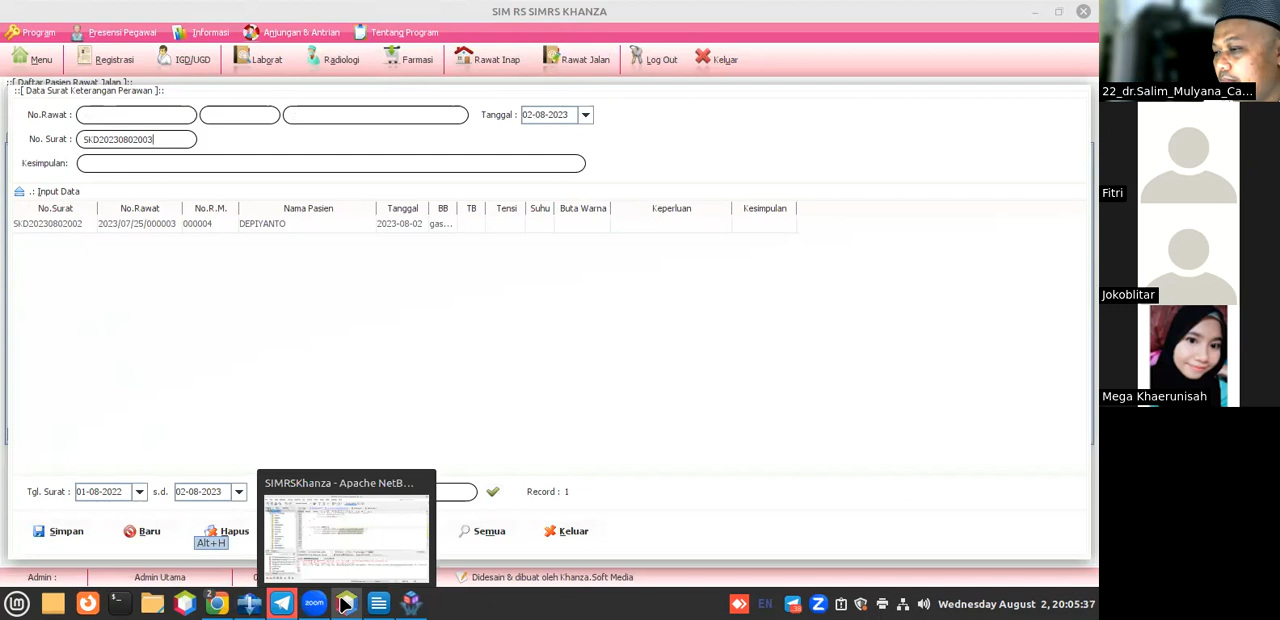 SIM RS SIMRS KHANZA
Program Presensi Pegawai Informasi Anjungan & Antrian Tentang Program
Menu Registrasi IGD/UGD Laborat Radiologi Farmasi Rawat Inap Rawat Jalan Log Out Keluar
::[ Daftar Pasien Rawat Jalan ]::
::[ Data Surat Keterangan Perawan ]::
No.Rawat : Tanggal : 02-08-2023
No. Surat : SKD20230802003
Kesimpulan:
.: Input Data
No.Surat No.Rawat No.R.M. Nama Pasien Tanggal BB TB Tensi Suhu Buta Warna Keperluan Kesimpulan
SKD20230802002 2023/07/25/000003 000004 DEPIYANTO 2023-08-02 gas...
SIMRSKhanza - Apache NetB...
Tgl. Surat : 01-08-2022 s.d. 02-08-2023 Record : 1
Simpan Baru Hapus Semua Keluar
Alt+H
Admin : Admin Utama Didesain & dibuat oleh Khanza.Soft Media
2 zoom EN Wednesday August 2, 20:05:37
22_dr.Salim_Mulyana_Ca...
Fitri
Jokoblitar
Mega Khaerunisah